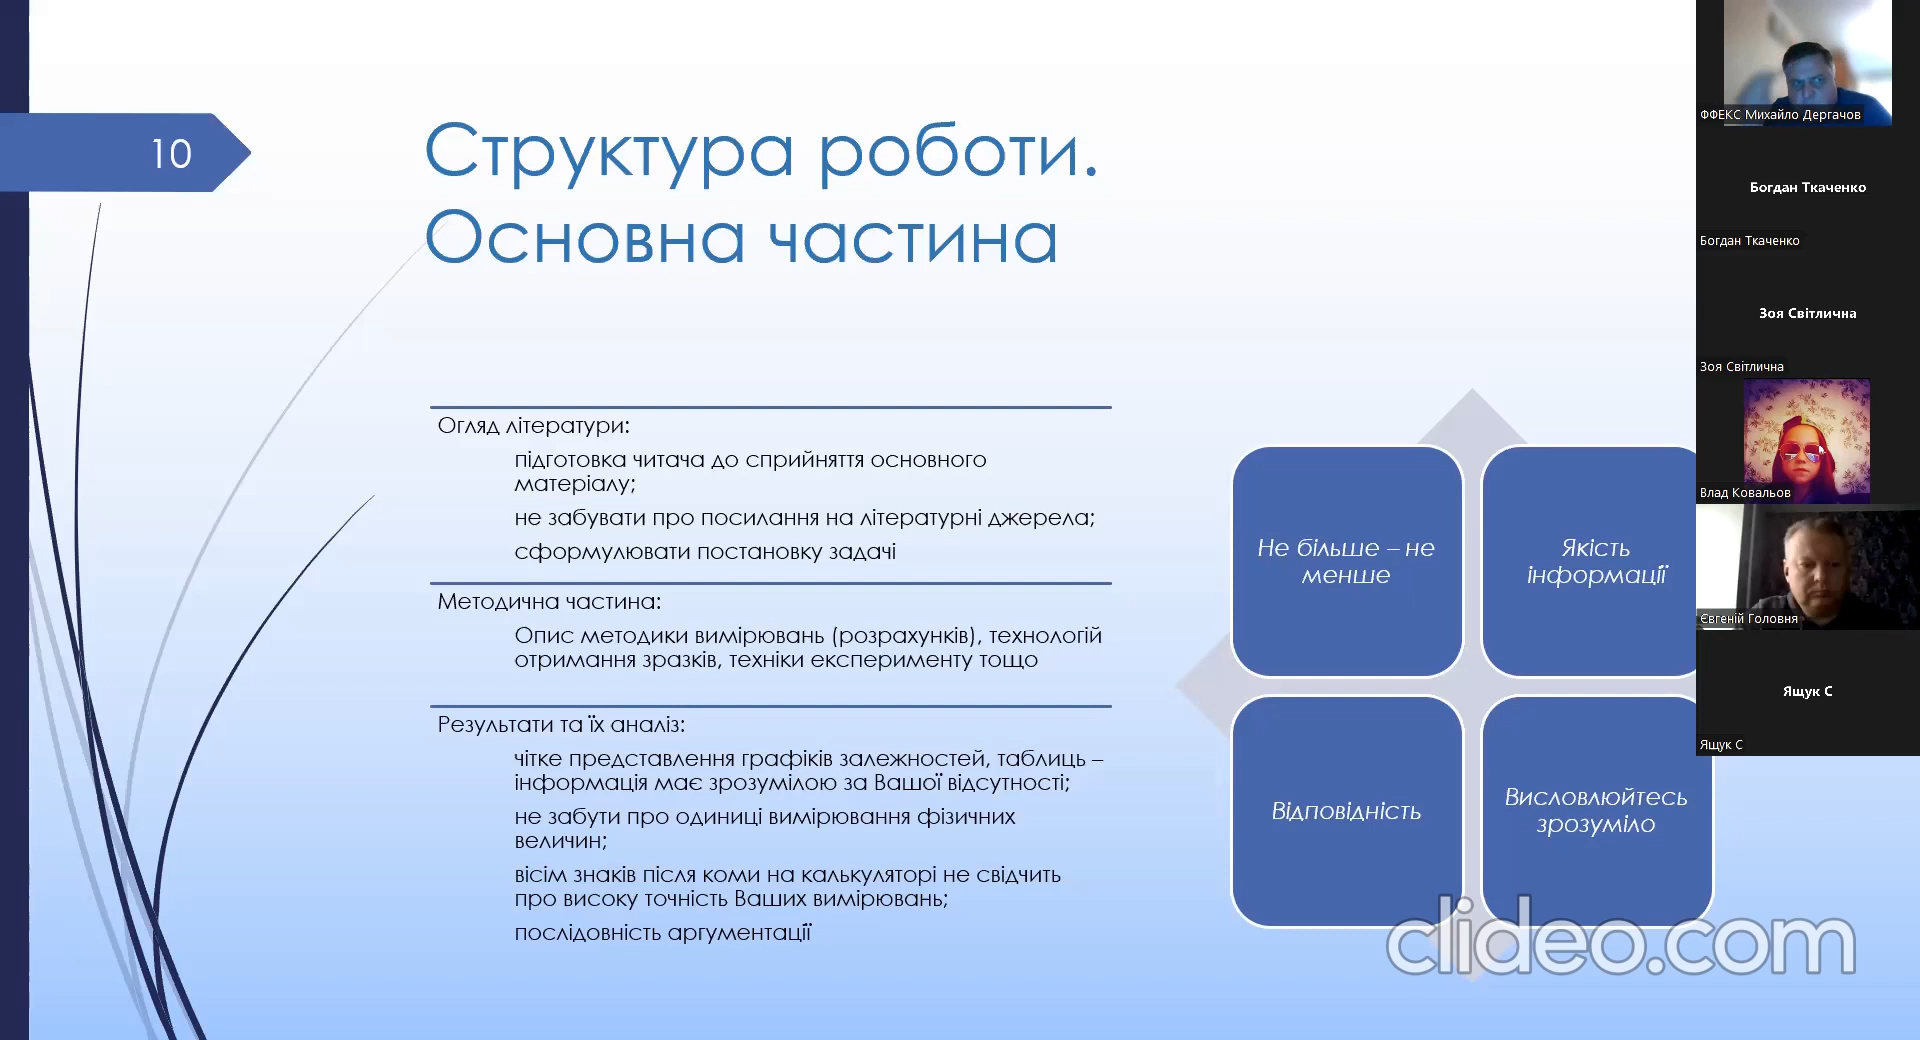 10
Структура роботи.
Основна частина
Огляд літератури:
підготовка читача до сприйняття основного
матеріалу;
не забувати про посилання на літературні джерела;
сформулювати постановку задачі
Методична частина:
Опис методики вимірювань (розрахунків), технологій
отримання зразків, техніки експерименту тощо
Результати та їх аналіз:
чітке представлення графіків залежностей, таблиць –
інформація має зрозумілою за Вашої відсутності;
не забути про одиниці вимірювання фізичних
величин;
вісім знаків після коми на калькуляторі не свідчить
про високу точність Ваших вимірювань;
послідовність аргументації
Не більше – не
менше
Якість
інформації
Відповідність
Висловлюйтесь
зрозуміло
ФФЕКС Михайло Дергачов
Богдан Ткаченко
Богдан Ткаченко
Зоя Світлична
Зоя Світлична
Влад Ковальов
Євгеній Головня
Ящук С
Ящук С
clideo.com